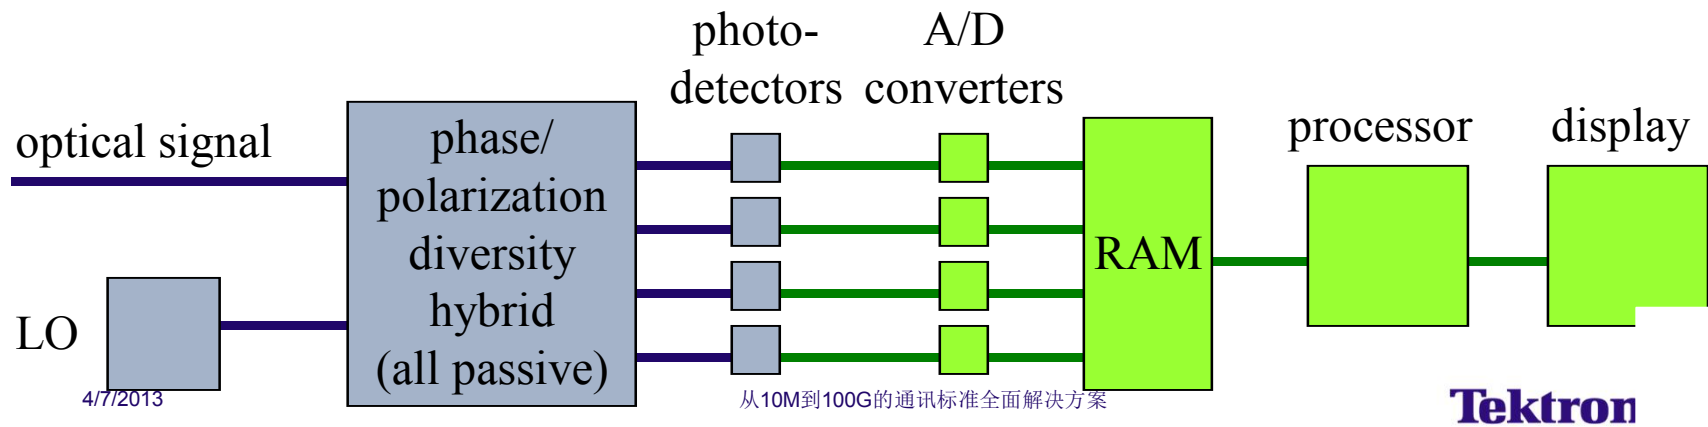 photo-
detectors
A/D
converters
optical signal
phase/
polarization
diversity
hybrid
(all passive)
processor
display
RAM
LO
4/7/2013
从10M到100G的通讯标准全面解决方案
Tektron